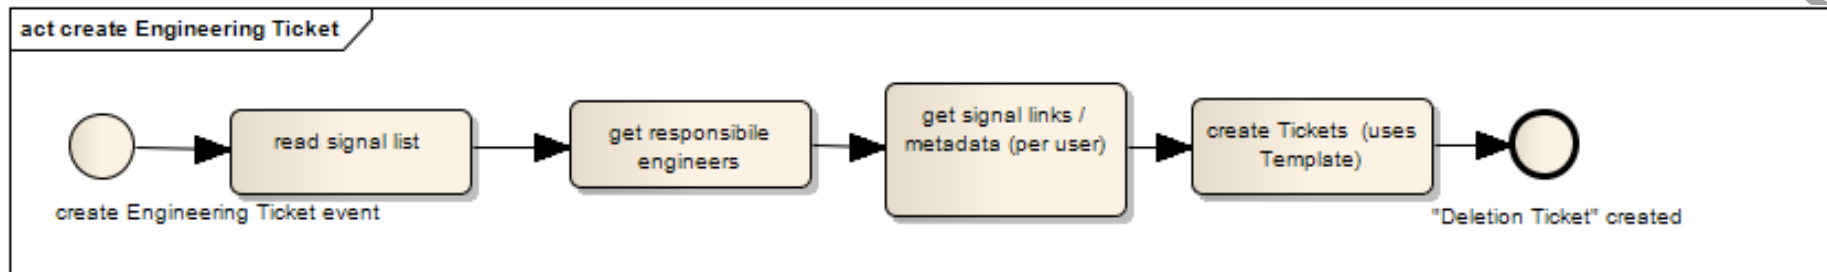 act create Engineering Ticket
read signal list
get responsibile
engineers
get signal links /
metadata (per user)
create Tickets  (uses
Template)
create Engineering Ticket event
"Deletion Ticket" created